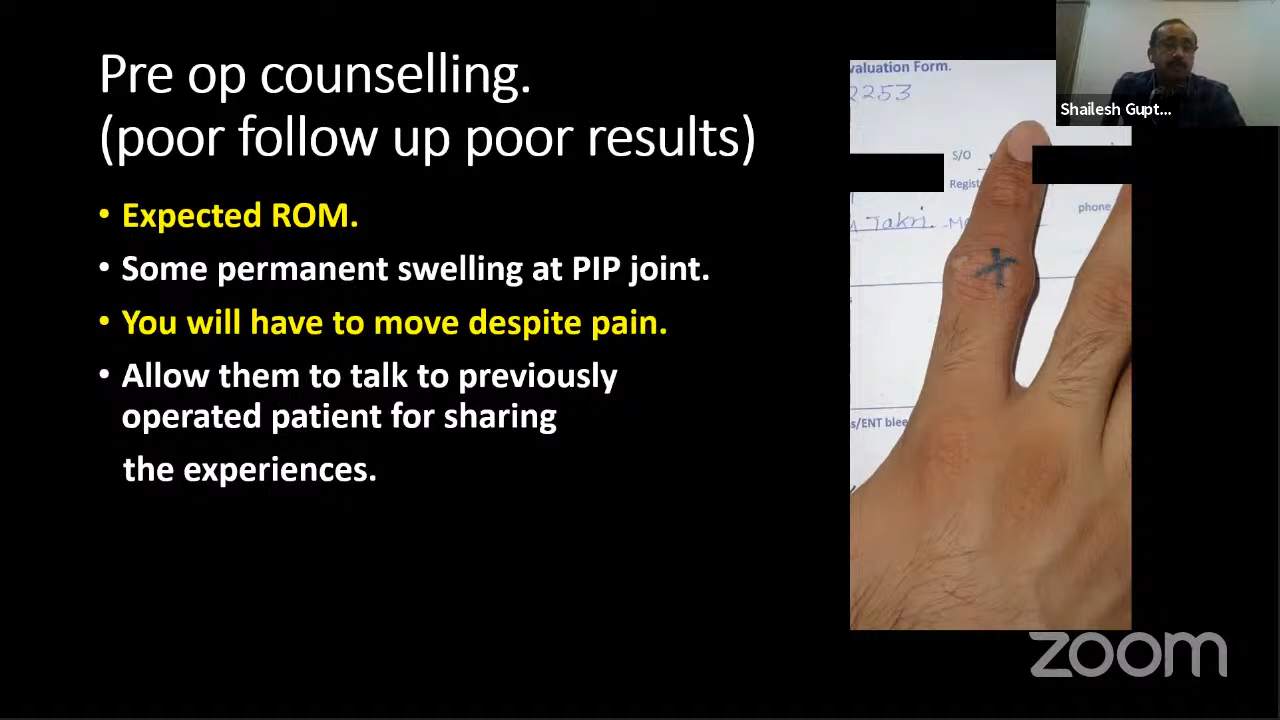 Pre op counselling.
(poor follow up poor results)
• Expected ROM.
• Some permanent swelling at PIP joint.
• You will have to move despite pain.
• Allow them to talk to previously
operated patient for sharing
the experiences.
valuation Form.
2253
S/O
Regist
phone
Takri.
s/ENT blee
Shailesh Gupt...
zoom